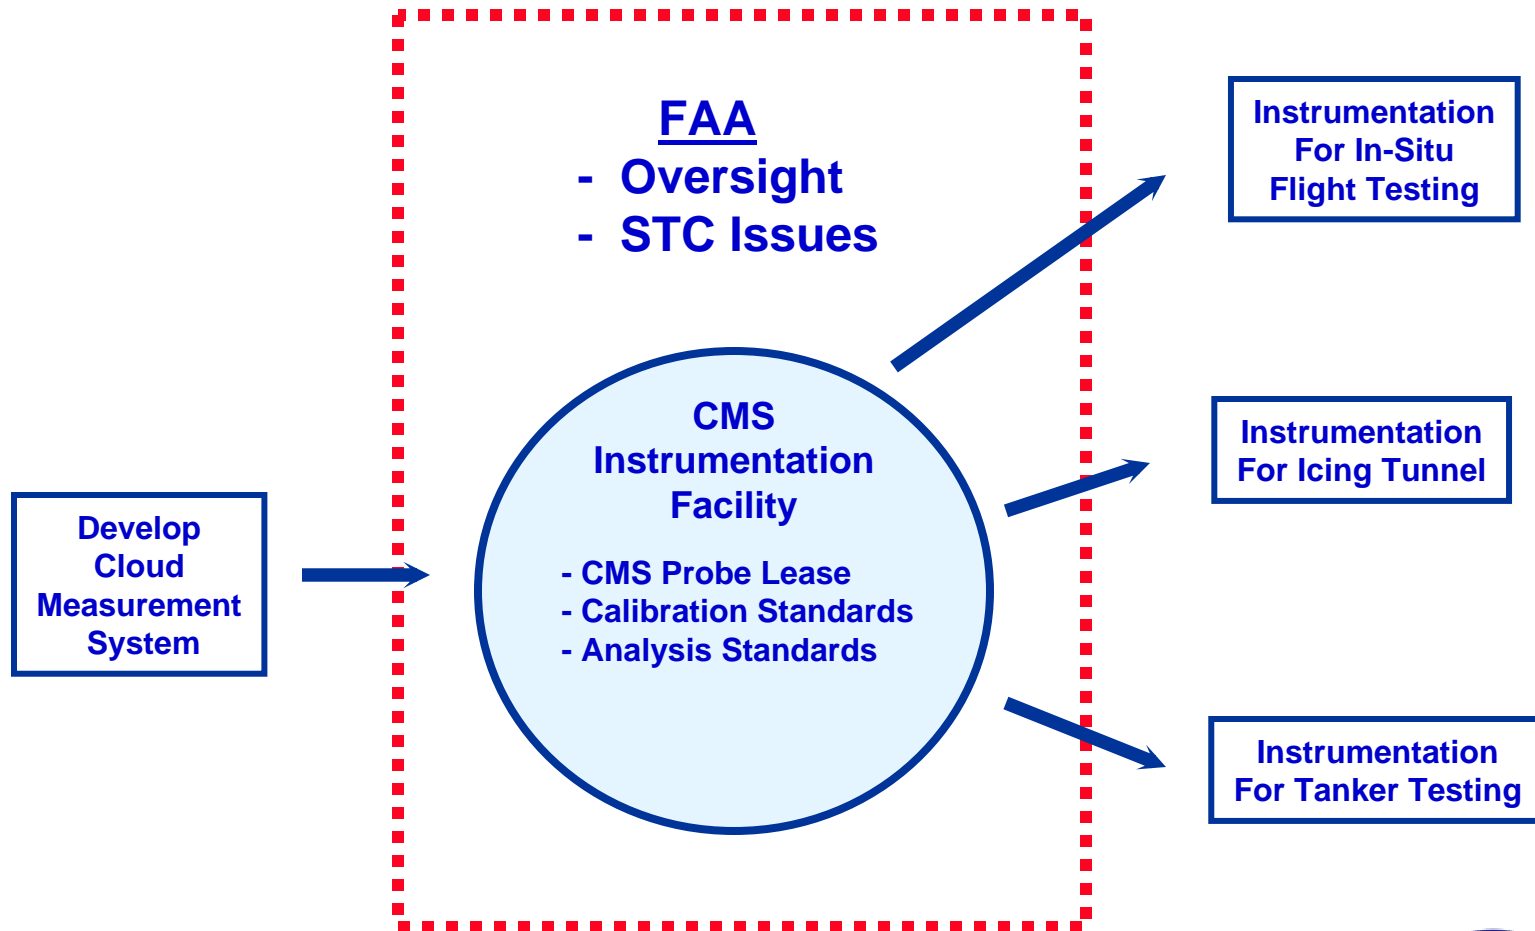 FAA
- Oversight
- STC Issues
CMS
Instrumentation
Facility
- CMS Probe Lease
- Calibration Standards
- Analysis Standards
Develop
Cloud
Measurement
System
Instrumentation
For In-Situ
Flight Testing
Instrumentation
For Icing Tunnel
Instrumentation
For Tanker Testing